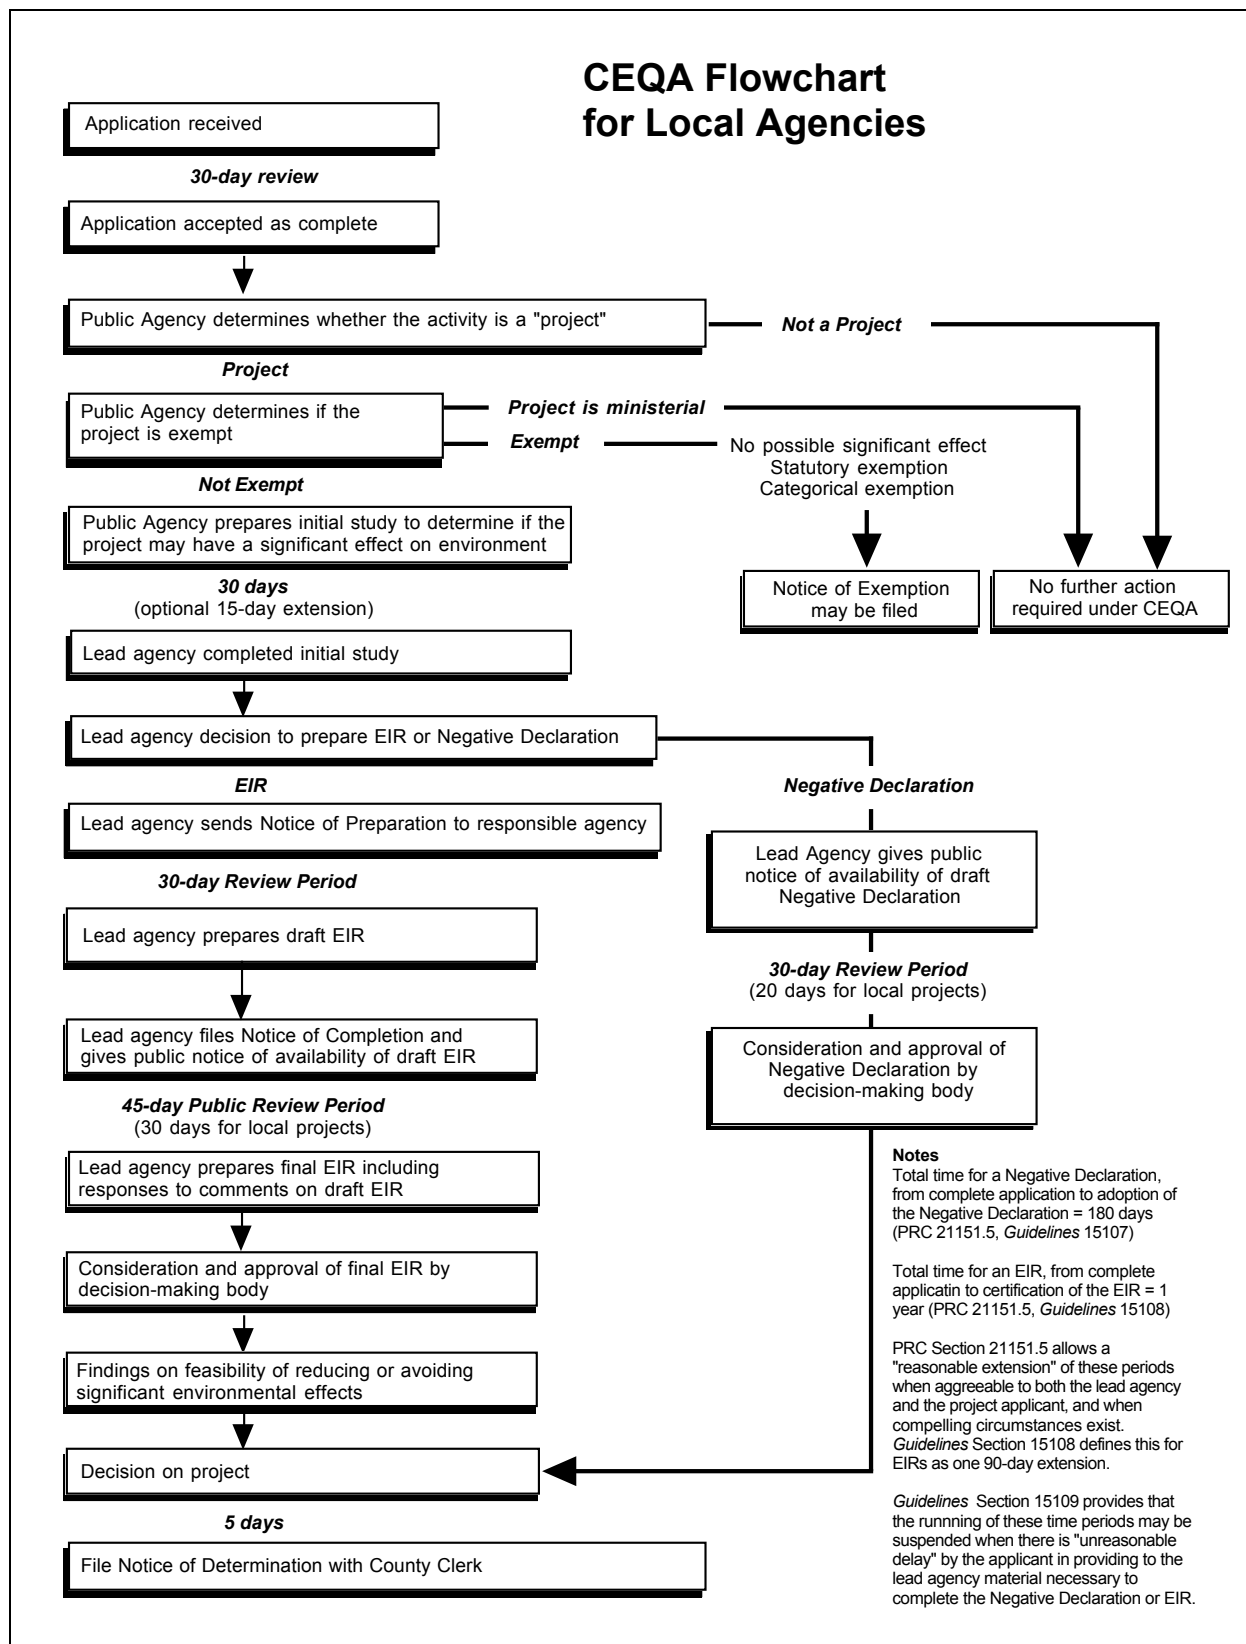 CEQA Flowchart
for Local Agencies
Application received
30-day review
Application accepted as complete
Public Agency determines whether the activity is a "project"
Not a Project
Project
Public Agency determines if the
project is exempt
Project is ministerial
Exempt
No possible significant effect
Statutory exemption
Categorical exemption
Not Exempt
Public Agency prepares initial study to determine if the
project may have a significant effect on environment
Notice of Exemption
may be filed
No further action
required under CEQA
30 days
(optional 15-day extension)
Lead agency completed initial study
Lead agency decision to prepare EIR or Negative Declaration
EIR
Negative Declaration
Lead agency sends Notice of Preparation to responsible agency
Lead Agency gives public
notice of availability of draft
Negative Declaration
30-day Review Period
Lead agency prepares draft EIR
30-day Review Period
(20 days for local projects)
Lead agency files Notice of Completion and
gives public notice of availability of draft EIR
Consideration and approval of
Negative Declaration by
decision-making body
45-day Public Review Period
(30 days for local projects)
Lead agency prepares final EIR including
responses to comments on draft EIR
Consideration and approval of final EIR by
decision-making body
Findings on feasibility of reducing or avoiding
significant environmental effects
Decision on project
5 days
File Notice of Determination with County Clerk
Notes
Total time for a Negative Declaration,
from complete application to adoption of
the Negative Declaration = 180 days
(PRC 21151.5, Guidelines 15107)
Total time for an EIR, from complete
applicatin to certification of the EIR = 1
year (PRC 21151.5, Guidelines 15108)
PRC Section 21151.5 allows a
"reasonable extension" of these periods
when aggreeable to both the lead agency
and the project applicant, and when
compelling circumstances exist.
Guidelines Section 15108 defines this for
EIRs as one 90-day extension.
Guidelines Section 15109 provides that
the runnning of these time periods may be
suspended when there is "unreasonable
delay" by the applicant in providing to the
lead agency material necessary to
complete the Negative Declaration or EIR.